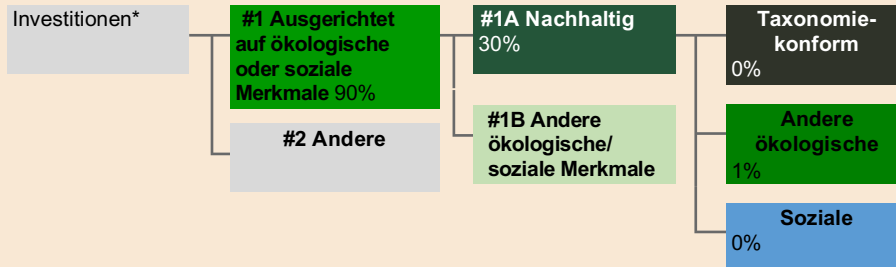 Investitionen*
#1 Ausgerichtet
auf ökologische
oder soziale
Merkmale 90%
#2 Andere
#1A Nachhaltig
30%
#1B Andere
ökologische/
soziale Merkmale
Taxonomie-
konform
0%
Andere
ökologische
1%
Soziale
0%